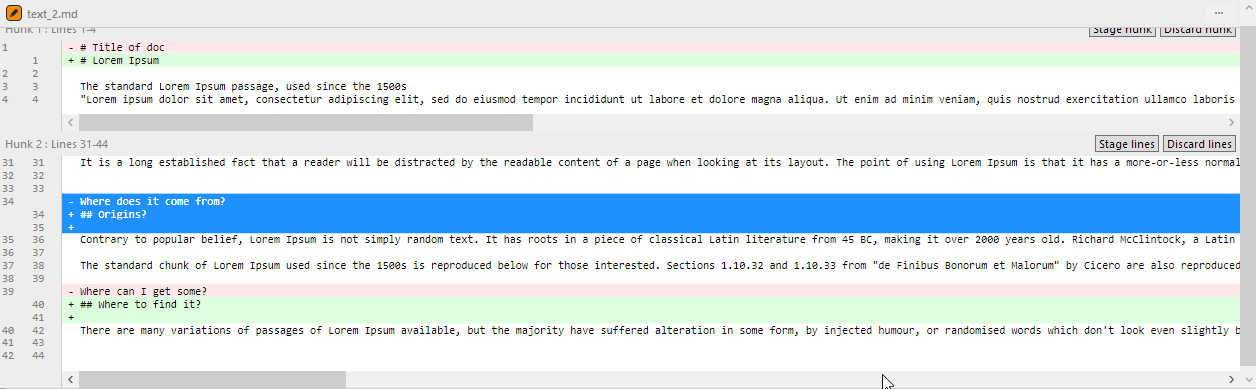 text_2.md ...
Hunk 1 : Lines 1-4 Stage hunk Discard hunk
1 - # Title of doc
1 + # Lorem Ipsum
2 2
3 3 The standard Lorem Ipsum passage, used since the 1500s
4 4 "Lorem ipsum dolor sit amet, consectetur adipiscing elit, sed do eiusmod tempor incididunt ut labore et dolore magna aliqua. Ut enim ad minim veniam, quis nostrud exercitation ullamco laboris
Hunk 2 : Lines 31-44 Stage lines Discard lines
31 31 It is a long established fact that a reader will be distracted by the readable content of a page when looking at its layout. The point of using Lorem Ipsum is that it has a more-or-less normal
32 32
33 33
34 - Where does it come from?
34 + ## Origins?
35 +
35 36 Contrary to popular belief, Lorem Ipsum is not simply random text. It has roots in a piece of classical Latin literature from 45 BC, making it over 2000 years old. Richard McClintock, a Latin
36 37
37 38 The standard chunk of Lorem Ipsum used since the 1500s is reproduced below for those interested. Sections 1.10.32 and 1.10.33 from "de Finibus Bonorum et Malorum" by Cicero are also reproduced
38 39
39 - Where can I get some?
40 + ## Where to find it?
41 +
40 42 There are many variations of passages of Lorem Ipsum available, but the majority have suffered alteration in some form, by injected humour, or randomised words which don't look even slightly b
41 43
42 44